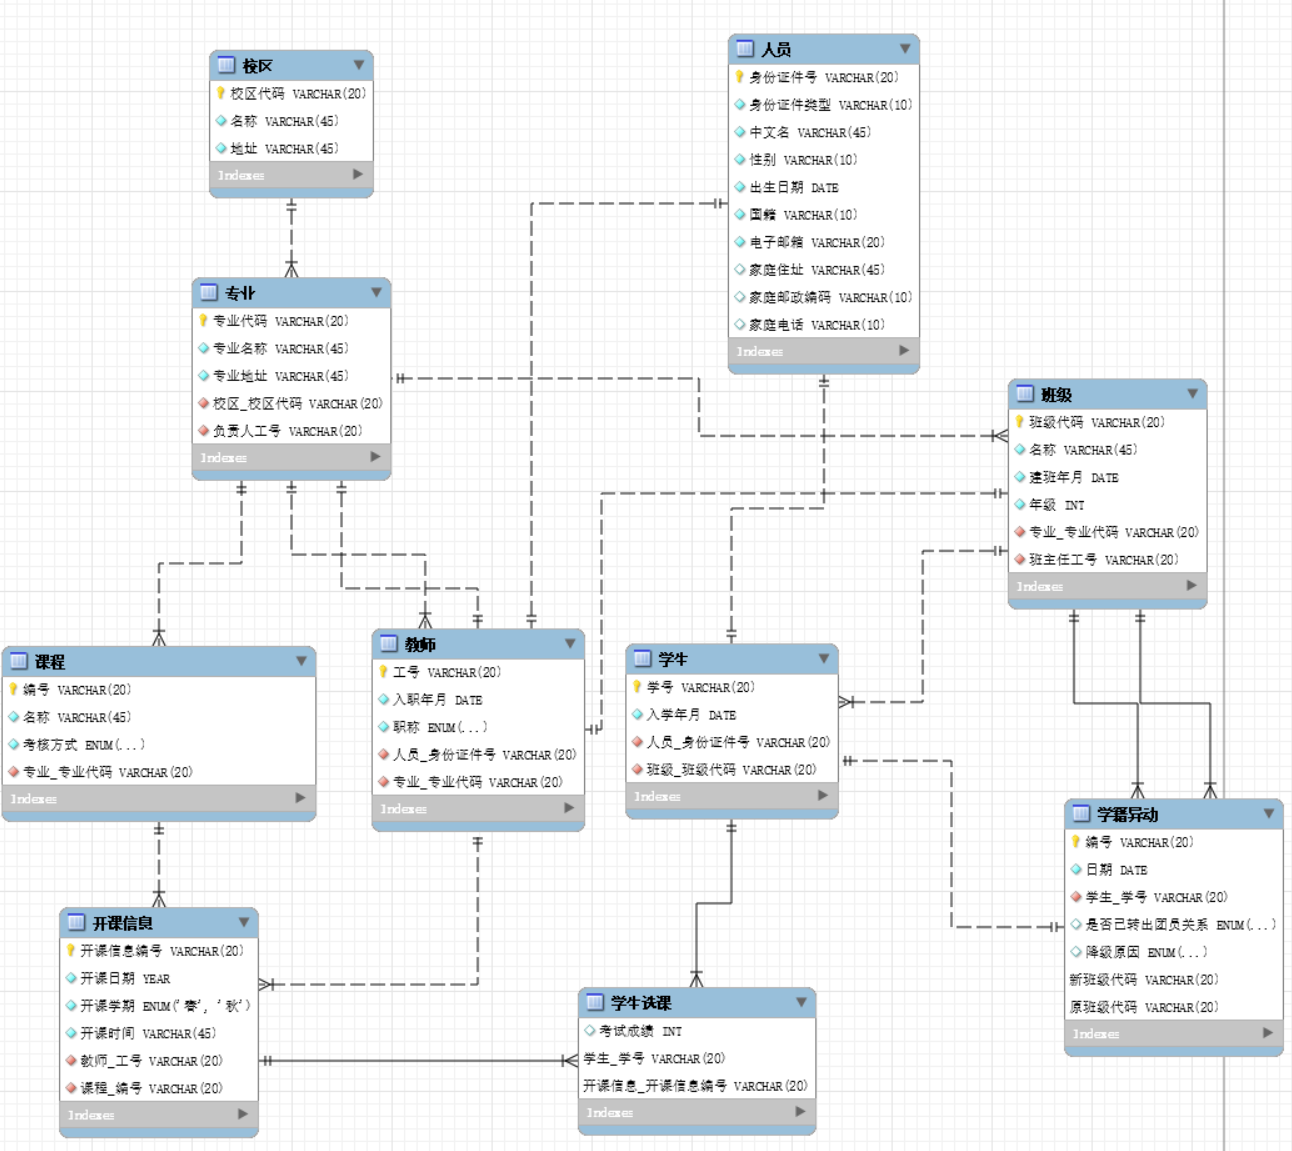 校区
校区代码 VARCHAR(20)
名称 VARCHAR(45)
地址 VARCHAR(45)
Indexes
人员
身份证件号 VARCHAR(20)
身份证件类型 VARCHAR(10)
中文名 VARCHAR(45)
性别 VARCHAR(10)
出生日期 DATE
国籍 VARCHAR(10)
电子邮箱 VARCHAR(20)
家庭住址 VARCHAR(45)
家庭邮政编码 VARCHAR(10)
家庭电话 VARCHAR(10)
Indexes
专业
专业代码 VARCHAR(20)
专业名称 VARCHAR(45)
专业地址 VARCHAR(45)
校区_校区代码 VARCHAR(20)
负责人工号 VARCHAR(20)
Indexes
班级
班级代码 VARCHAR(20)
名称 VARCHAR(45)
建班年月 DATE
年级 INT
专业_专业代码 VARCHAR(20)
班主任工号 VARCHAR(20)
Indexes
课程
编号 VARCHAR(20)
名称 VARCHAR(45)
考核方式 ENUM(...)
专业_专业代码 VARCHAR(20)
Indexes
教师
工号 VARCHAR(20)
入职年月 DATE
职称 ENUM(...)
人员_身份证件号 VARCHAR(20)
专业_专业代码 VARCHAR(20)
Indexes
学生
学号 VARCHAR(20)
入学年月 DATE
人员_身份证件号 VARCHAR(20)
班级_班级代码 VARCHAR(20)
Indexes
学籍异动
编号 VARCHAR(20)
日期 DATE
学生_学号 VARCHAR(20)
是否已转出团员关系 ENUM(...)
降级原因 ENUM(...)
新班级代码 VARCHAR(20)
原班级代码 VARCHAR(20)
Indexes
开课信息
开课信息编号 VARCHAR(20)
开课日期 YEAR
开课学期 ENUM('春', '秋')
开课时间 VARCHAR(45)
教师_工号 VARCHAR(20)
课程_编号 VARCHAR(20)
Indexes
学生选课
考试成绩 INT
学生_学号 VARCHAR(20)
开课信息_开课信息编号 VARCHAR(20)
Indexes